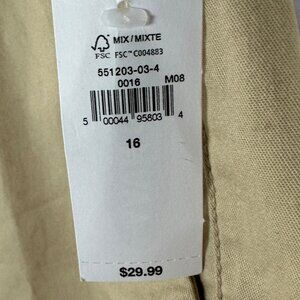 MIX/MIXTE
FSC FSC™ C004883
551203-03-4
0016 M08
5 00044 95803 4
16
$29.99